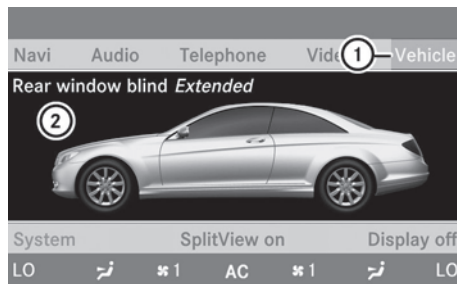 Navi Audio Telephone Vide 1 Vehicle
Rear window blind Extended
2
System SplitView on Display off
LO 1 AC 1 LO